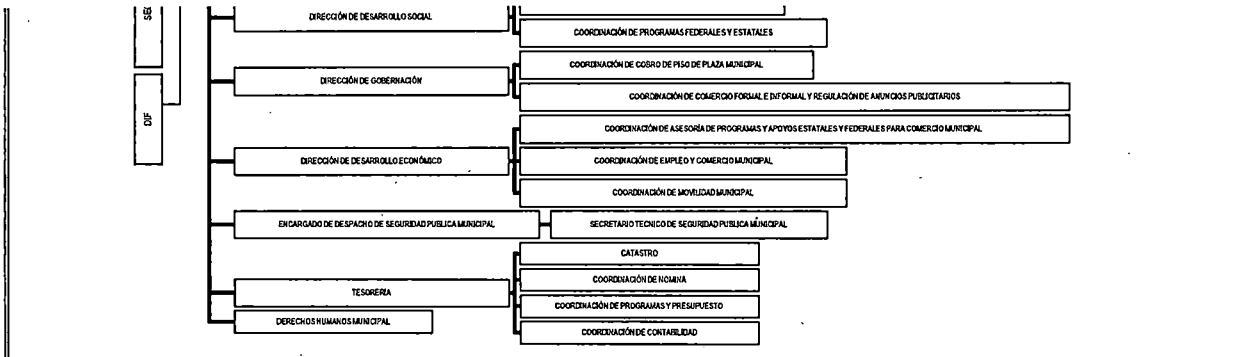 SEC
DIRECCIÓN DE DESARROLLO SOCIAL
COORDINACIÓN DE PROGRAMAS FEDERALES Y ESTATALES
DIF
DIRECCIÓN DE GOBERNACIÓN
COORDINACIÓN DE COBRO DE PISO DE PLAZA MUNICIPAL
COORDINACIÓN DE COMERCIO FORMAL E INFORMAL Y REGULACIÓN DE ANUNCIOS PUBLICITARIOS
DIRECCIÓN DE DESARROLLO ECONÓMICO
COORDINACIÓN DE ASESORÍA DE PROGRAMAS Y APOYOS ESTATALES Y FEDERALES PARA COMERCIO MUNICIPAL
COORDINACIÓN DE EMPLEO Y COMERCIO MUNICIPAL
COORDINACIÓN DE MOVILIDAD MUNICIPAL
ENCARGADO DE DESPACHO DE SEGURIDAD PUBLICA MUNICIPAL
SECRETARIO TECNICO DE SEGURIDAD PUBLICA MUNICIPAL
TESORERIA
CATASTRO
COORDINACIÓN DE NOMINA
COORDINACIÓN DE PROGRAMAS Y PRESUPUESTO
COORDINACIÓN DE CONTABILIDAD
DERECHOS HUMANOS MUNICIPAL